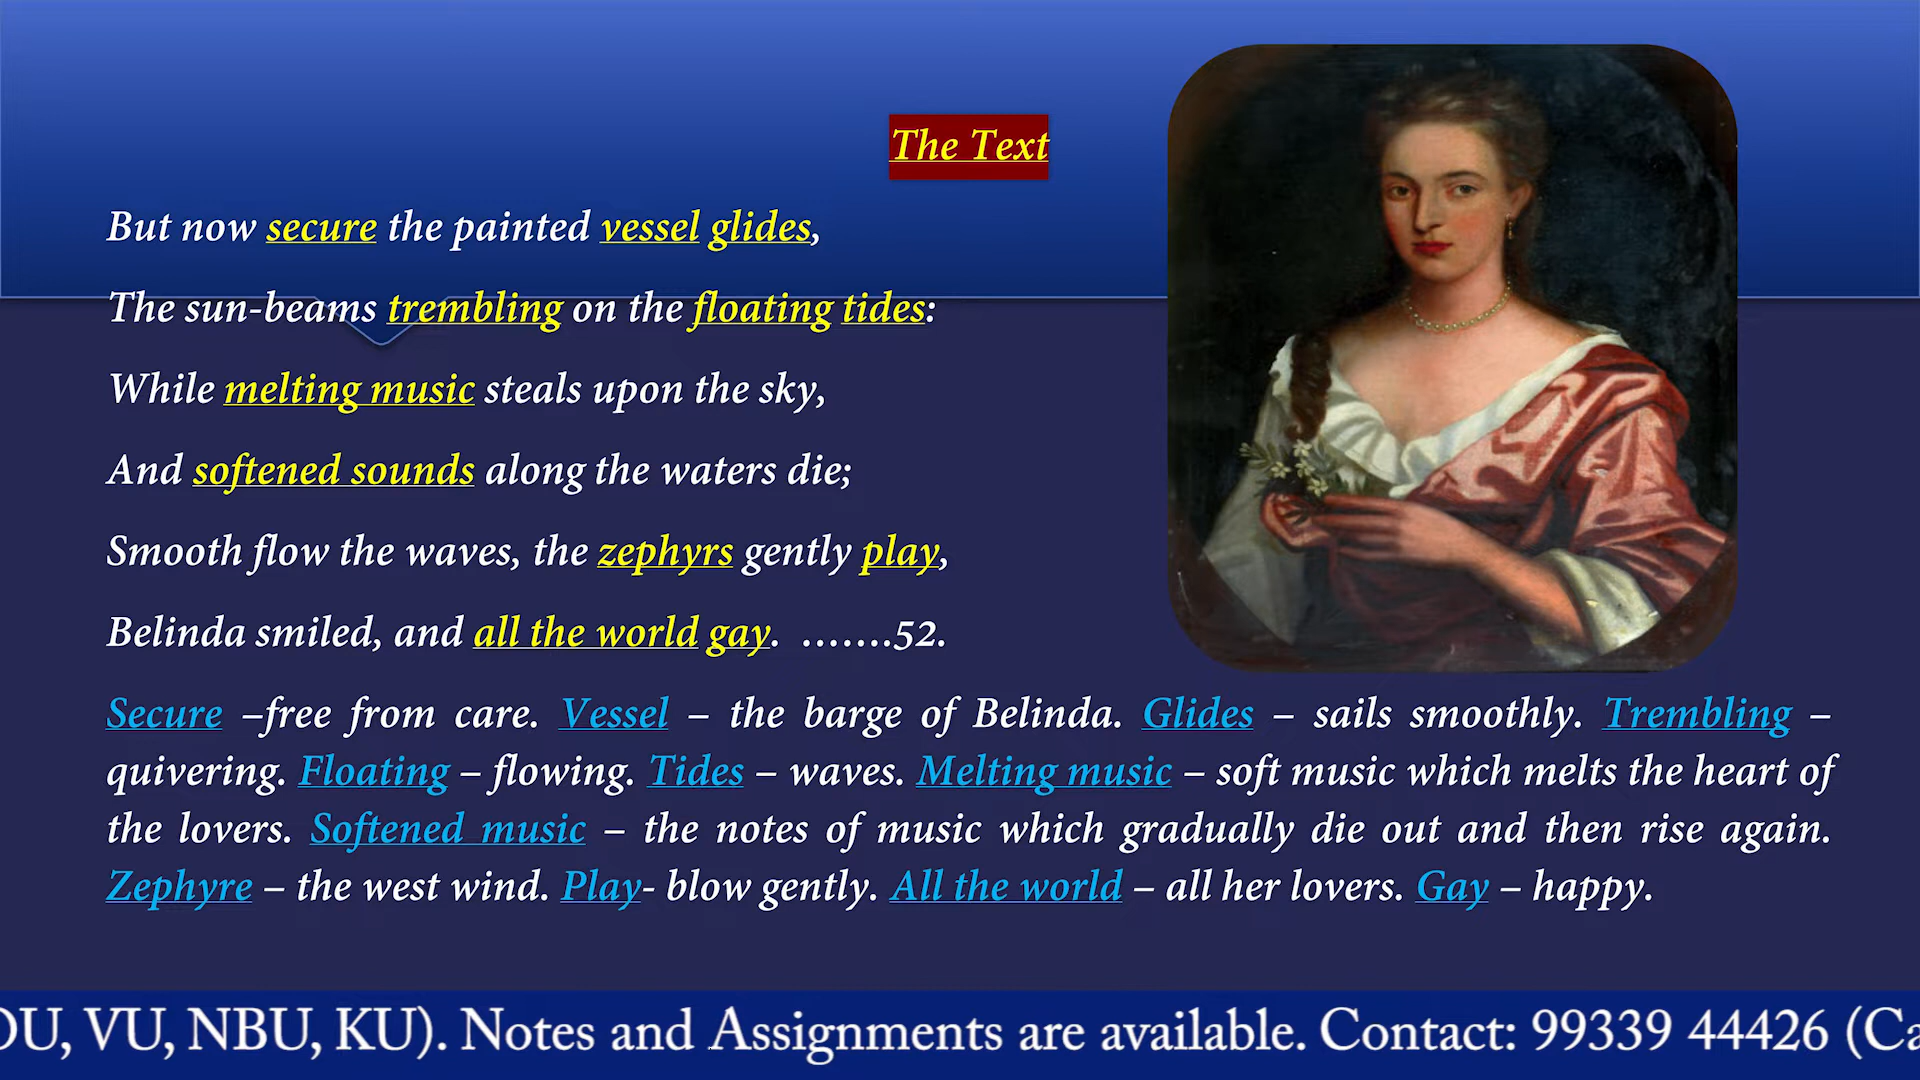 The Text
But now secure the painted vessel glides,
The sun-beams trembling on the floating tides:
While melting music steals upon the sky,
And softened sounds along the waters die;
Smooth flow the waves, the zephyrs gently play,
Belinda smiled, and all the world gay. .......52.
Secure –free from care. Vessel – the barge of Belinda. Glides – sails smoothly. Trembling –
quivering. Floating – flowing. Tides – waves. Melting music – soft music which melts the heart of
the lovers. Softened music – the notes of music which gradually die out and then rise again.
Zephyre – the west wind. Play- blow gently. All the world – all her lovers. Gay – happy.
VU, NBU, KU). Notes and Assignments are available. Contact: 99339 44426